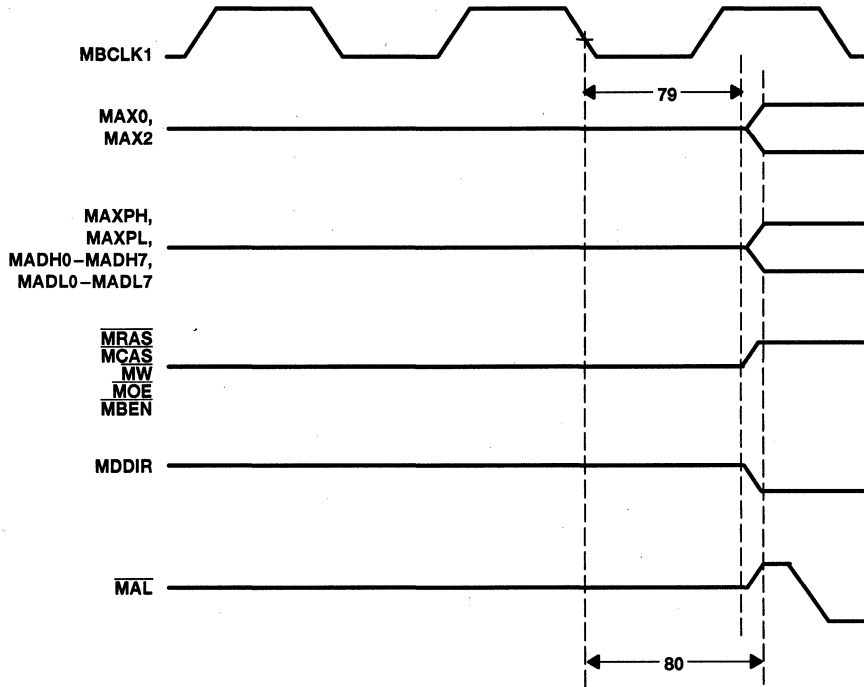 MBCLK1
79
MAX0,
MAX2
MAXPH,
MAXPL,
MADH0–MADH7,
MADL0–MADL7
MRAS
MCAS
MW
MOE
MBEN
MDDIR
MAL
80